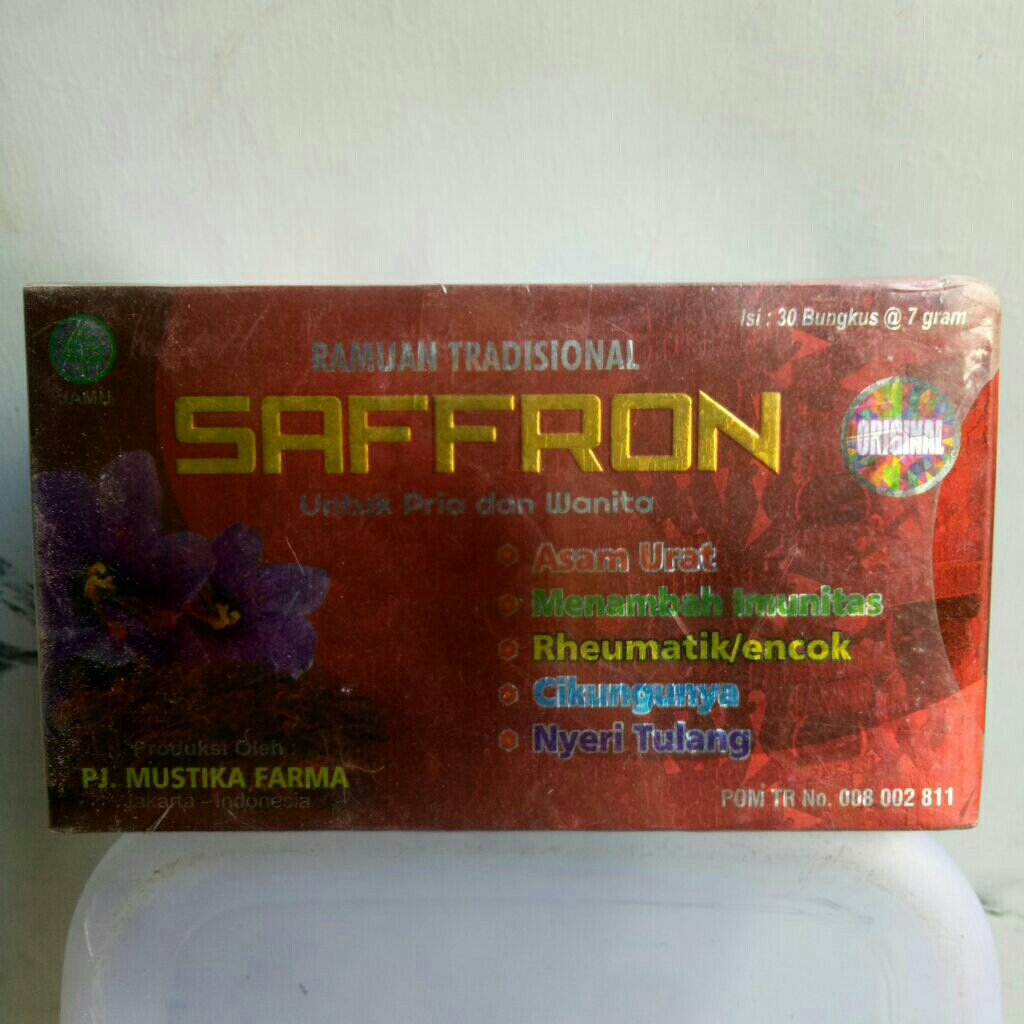 Isi : 30 Bungkus @ 7 gram
JAMU
RAMUAN TRADISIONAL
SAFFRON
ORIGINAL
Untuk Pria dan Wanita
Asam Urat
Menambah Imunitas
Rheumatik/encok
Cikungunya
Nyeri Tulang
Produksi Oleh :
PJ. MUSTIKA FARMA
Jakarta - Indonesia
POM TR No. 008 002 811